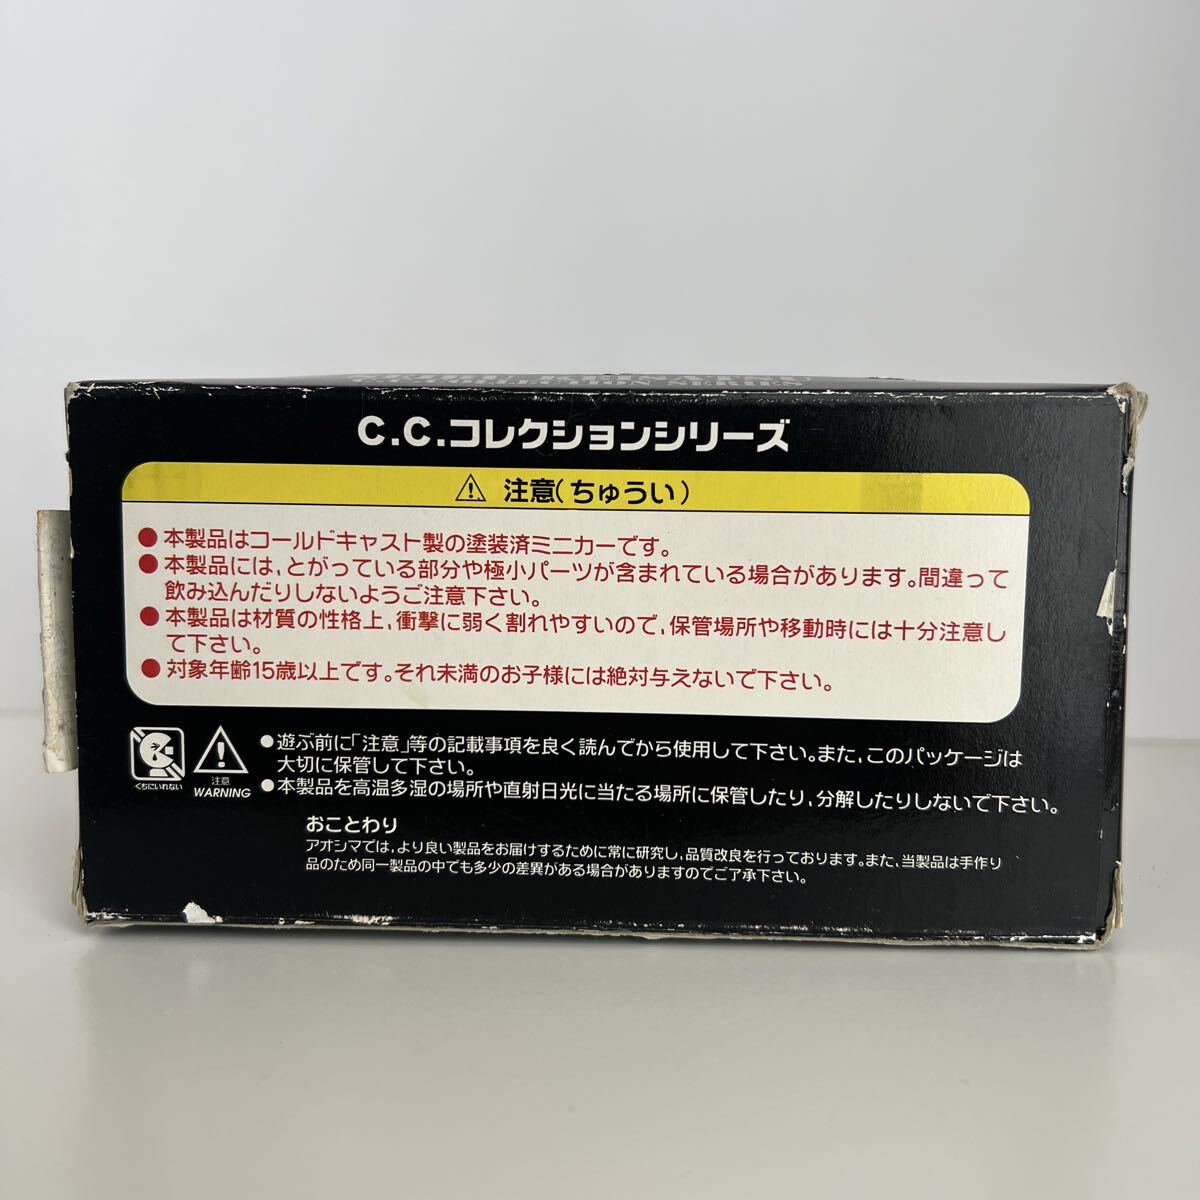 C.C.コレクションシリーズ
注意(ちゅうい)
●本製品はコールドキャスト製の塗装済ミニカーです。
●本製品には、とがっている部分や極小パーツが含まれている場合があります。間違って
飲み込んだりしないようご注意下さい。
●本製品は材質の性格上、衝撃に弱く割れやすいので、保管場所や移動時には十分注意し
て下さい。
●対象年齢15歳以上です。それ未満のお子様には絶対与えないで下さい。
くちにいれない
注意
WARNING
●遊ぶ前に「注意」等の記載事項を良く読んでから使用して下さい。また、このパッケージは
大切に保管して下さい。
●本製品を高温多湿の場所や直射日光に当たる場所に保管したり、分解したりしないで下さい。
おことわり
アオシマでは、より良い製品をお届けするために常に研究し、品質改良を行っております。また、当製品は手作り
品のため同一製品の中でも多少の差異がある場合がありますのでご了承下さい。